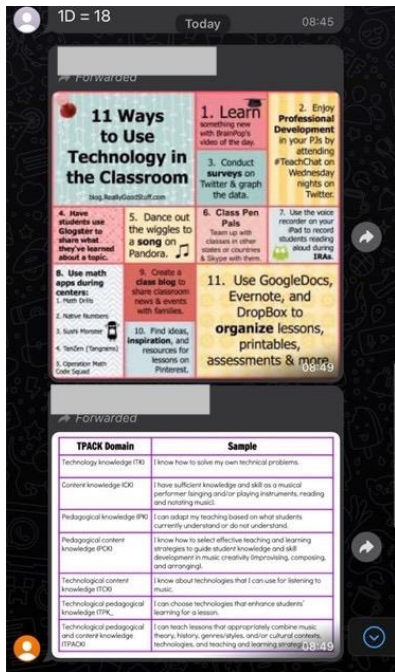 1D = 18
Today
08:45
Forwarded
11 Ways
to Use
Technology in
the Classroom
blog.ReallyGoodStuff.com
1. Learn
something new
with BrainPop's
video of the day.
2. Enjoy
Professional
Development
in your PJs by
attending
#TeachChat on
Wednesday
nights on
Twitter.
3. Conduct
surveys on
Twitter & graph
the data.
4. Have
students use
Glogster to
share what
they've learned
about a topic.
5. Dance out
the wiggles to
a song on
Pandora.
6. Class Pen
Pals
Team up with
classes in other
states or countries
& Skype with them.
7. Use the voice
recorder on your
iPad to record
students reading
aloud during
IRAs.
8. Use math
apps during
centers:
1. Math Drills
2. Native Numbers
3. Sushi Monster
4. TanZen (Tangrams)
5. Operation Math
Code Squad
9. Create a
class blog to
share classroom
news & events
with families.
10. Find ideas,
inspiration, and
resources for
lessons on
Pinterest.
11. Use GoogleDocs,
Evernote, and
DropBox to
organize lessons,
printables,
assessments & more
08:49
Forwarded
TPACK Domain
Sample
Technology knowledge (TK)
I know how to solve my own technical problems.
Content knowledge (CK)
I have sufficient knowledge and skill as a musical
performer (singing and/or playing instruments, reading
and notating music).
Pedagogical knowledge (PK)
I can adapt my teaching based on what students
currently understand or do not understand.
Pedagogical content
knowledge (PCK)
I know how to select effective teaching and learning
strategies to guide student knowledge and skill
development in music creativity (improvising, composing,
and arranging).
Technological content
knowledge (TCK)
I know about technologies that I can use for listening to
music.
Technological pedagogical
knowledge (TPK_
I can choose technologies that enhance students'
learning for a lesson.
Technological pedagogical
and content knowledge
(TPACK)
I can teach lessons that appropriately combine music
theory, history, genres/styles, and/or cultural contexts,
technologies, and teaching and learning
08:49